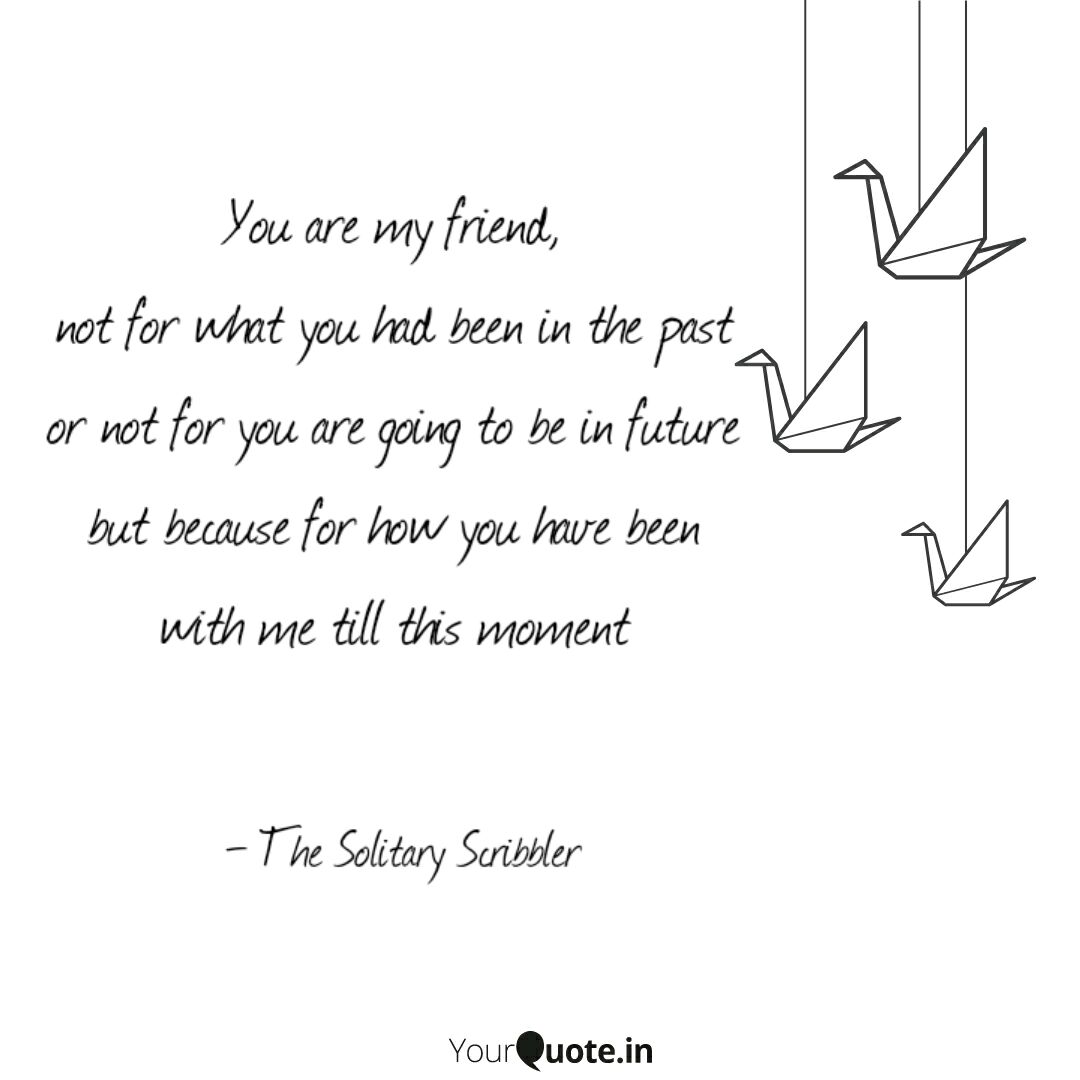 You are my friend,
not for what you had been in the past
or not for you are going to be in future
but because for how you have been
with me till this moment
- The Solitary Scribbler
YourQuote.in